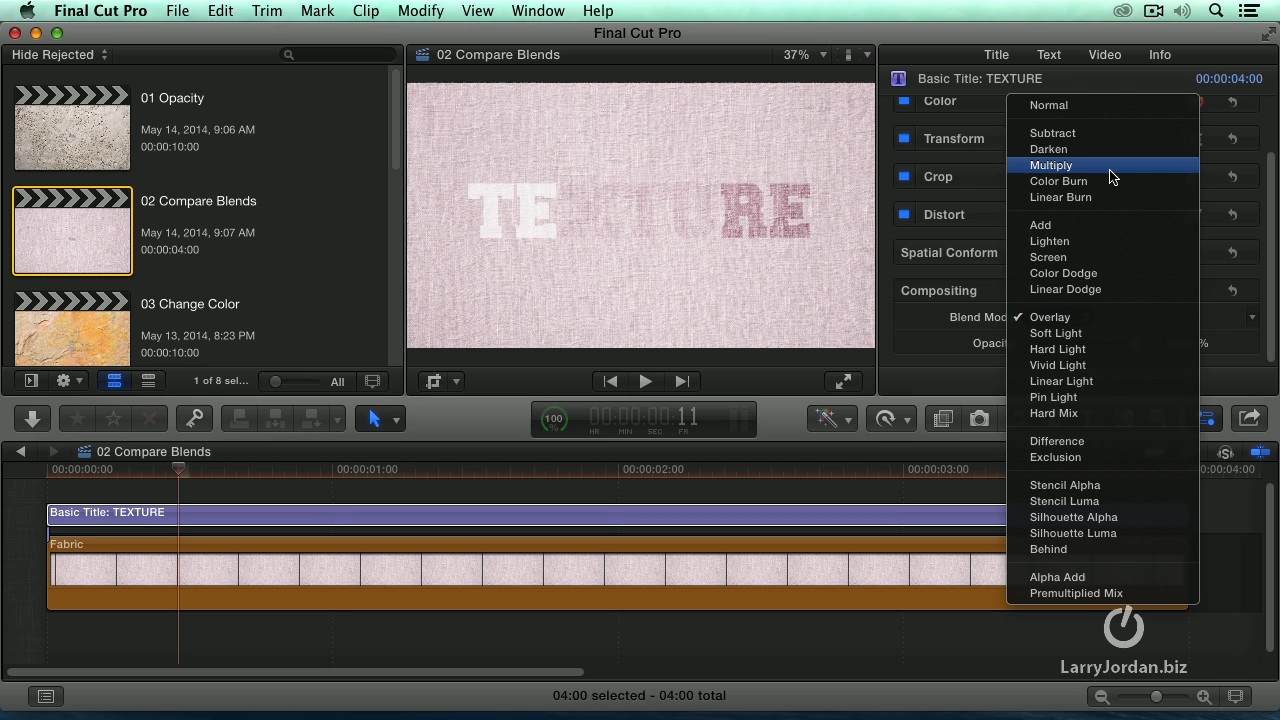 Final Cut Pro File Edit Trim Mark Clip Modify View Window Help
Final Cut Pro
Hide Rejected
01 Opacity
May 14, 2014, 9:06 AM
00:00:10:00
02 Compare Blends
May 14, 2014, 9:07 AM
00:00:04:00
03 Change Color
May 13, 2014, 8:23 PM
00:00:10:00
1 of 8 sel...
All
02 Compare Blends
37%
TEXTURE
Title Text Video Info
Basic Title: TEXTURE
00:00:04:00
Color
Transform
Crop
Distort
Spatial Conform
Compositing
Blend Mod
Opac
%
Normal
Subtract
Darken
Multiply
Color Burn
Linear Burn
Add
Lighten
Screen
Color Dodge
Linear Dodge
✓ Overlay
Soft Light
Hard Light
Vivid Light
Linear Light
Pin Light
Hard Mix
Difference
Exclusion
Stencil Alpha
Stencil Luma
Silhouette Alpha
Silhouette Luma
Behind
Alpha Add
Premultiplied Mix
100
%
00:00:00:11
HR MIN SEC FR
02 Compare Blends
00:00:00:00 00:00:01:00 00:00:02:00 00:00:03:00 00:00:04:00
Basic Title: TEXTURE
Fabric
LarryJordan.biz
04:00 selected - 04:00 total